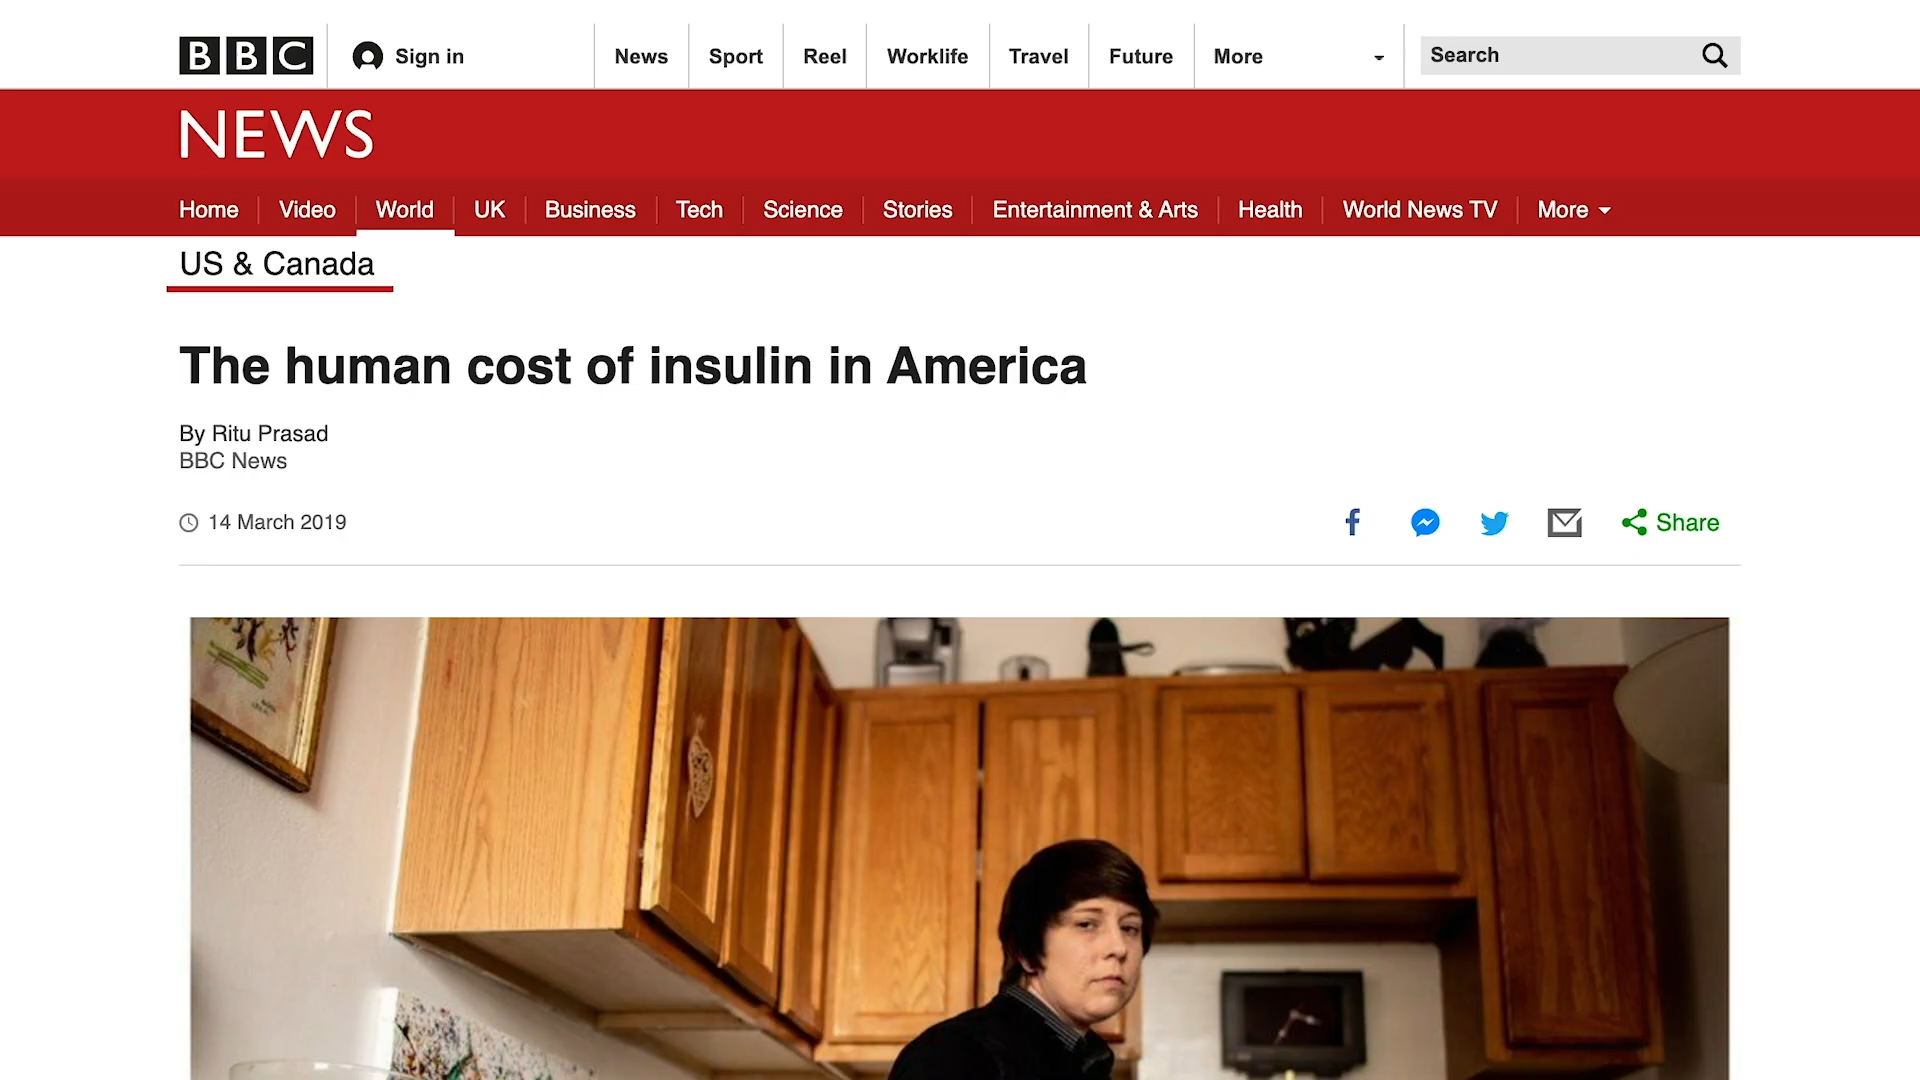 BBC
Sign in
News
Sport
Reel
Worklife
Travel
Future
More
Search
NEWS
Home
Video
World
UK
Business
Tech
Science
Stories
Entertainment & Arts
Health
World News TV
More
US & Canada
The human cost of insulin in America
By Ritu Prasad
BBC News
14 March 2019
Share